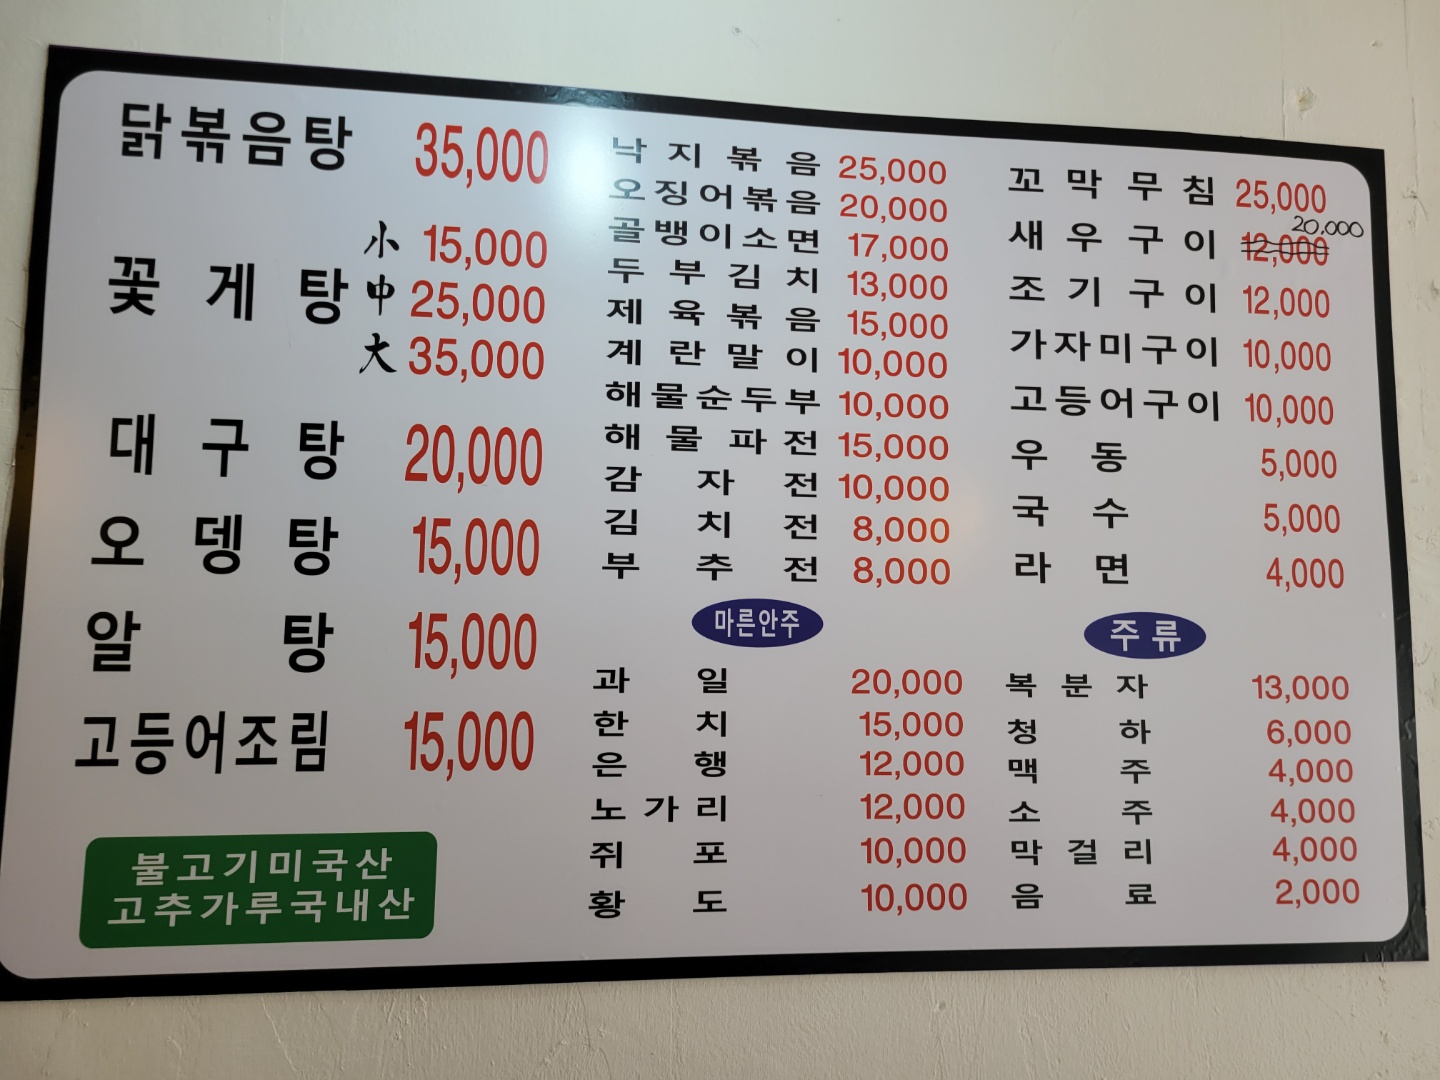 닭볶음탕 35,000
小 15,000
꽃게탕 中 25,000
大 35,000
대구탕 20,000
오뎅탕 15,000
알탕 15,000
고등어조림 15,000
불고기미국산
고추가루국내산
낙지볶음 25,000
오징어볶음 20,000
골뱅이소면 17,000
두부김치 13,000
제육볶음 15,000
계란말이 10,000
해물순두부 10,000
해물파전 15,000
감자전 10,000
김치전 8,000
부추전 8,000
마른안주
과일 20,000
한치 15,000
은행 12,000
노가리 12,000
쥐포 10,000
황도 10,000
꼬막무침 25,000
20,000
새우구이 12,000
조기구이 12,000
가자미구이 10,000
고등어구이 10,000
우동 5,000
국수 5,000
라면 4,000
주류
복분자 13,000
청하 6,000
맥주 4,000
소주 4,000
막걸리 4,000
음료 2,000